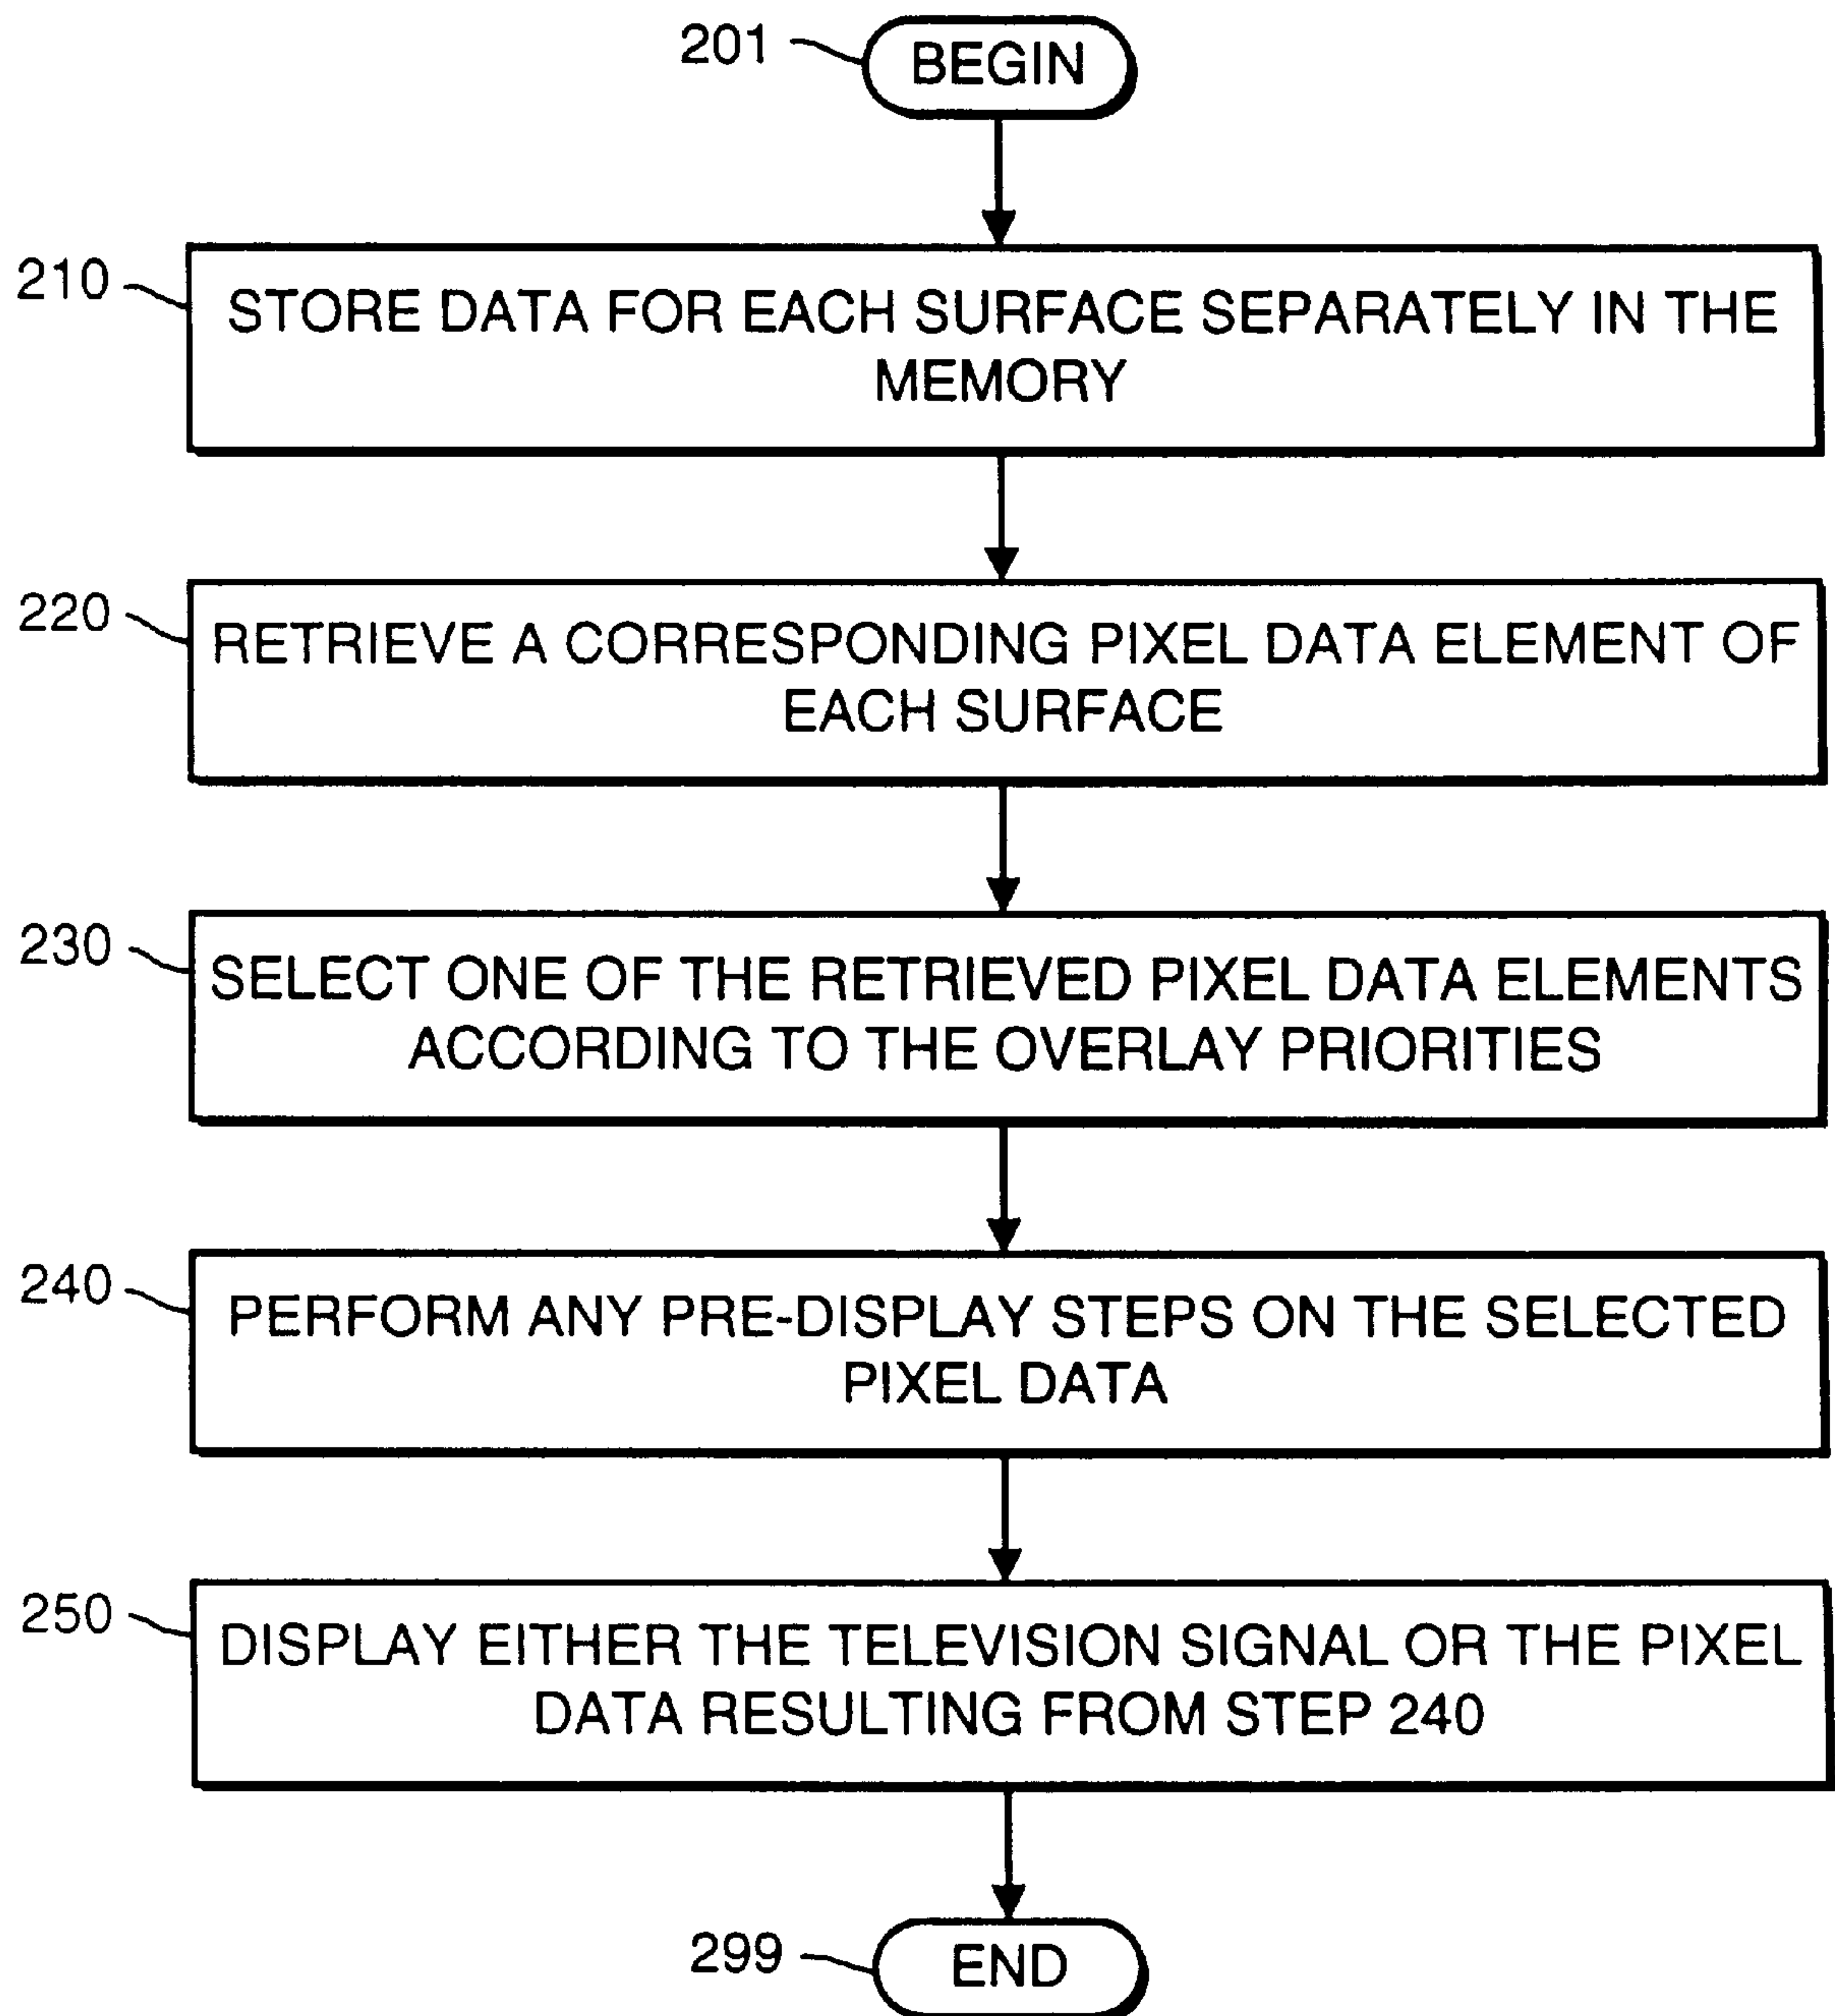 201
BEGIN
210
STORE DATA FOR EACH SURFACE SEPARATELY IN THE
MEMORY
220
RETRIEVE A CORRESPONDING PIXEL DATA ELEMENT OF
EACH SURFACE
230
SELECT ONE OF THE RETRIEVED PIXEL DATA ELEMENTS
ACCORDING TO THE OVERLAY PRIORITIES
240
PERFORM ANY PRE-DISPLAY STEPS ON THE SELECTED
PIXEL DATA
250
DISPLAY EITHER THE TELEVISION SIGNAL OR THE PIXEL
DATA RESULTING FROM STEP 240
299
END